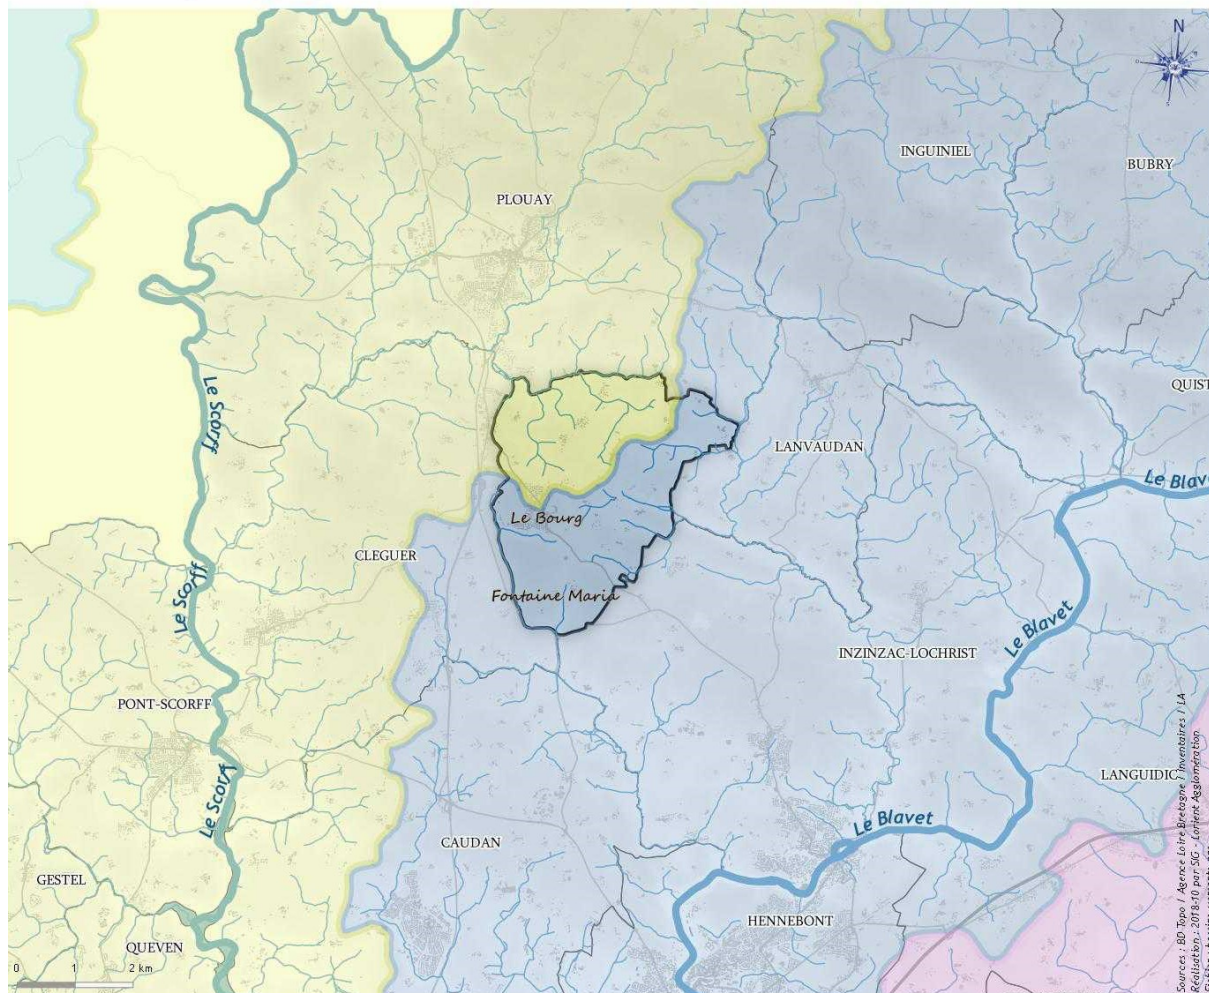 N
INGUINIEL
BUBRY
PLOUAY
QUIST
Le Scorff
LANVAUDAN
Le Blave
Le Bourg
CLEGUER
Le Scorff
Fontaine Maria
Le Blavet
INZINZAC-LOCHRIST
PONT-SCORFF
LANGUIDIC
Le Scorff
Le Blavet
CAUDAN
GESTEL
HENNEBONT
QUEVEN
0 1 2 km
Sources : BD Topo / Agence Loire Bretagne / Inventaires / LA
Réalisation : 2018-10 par SIG - Lorient Agglomération